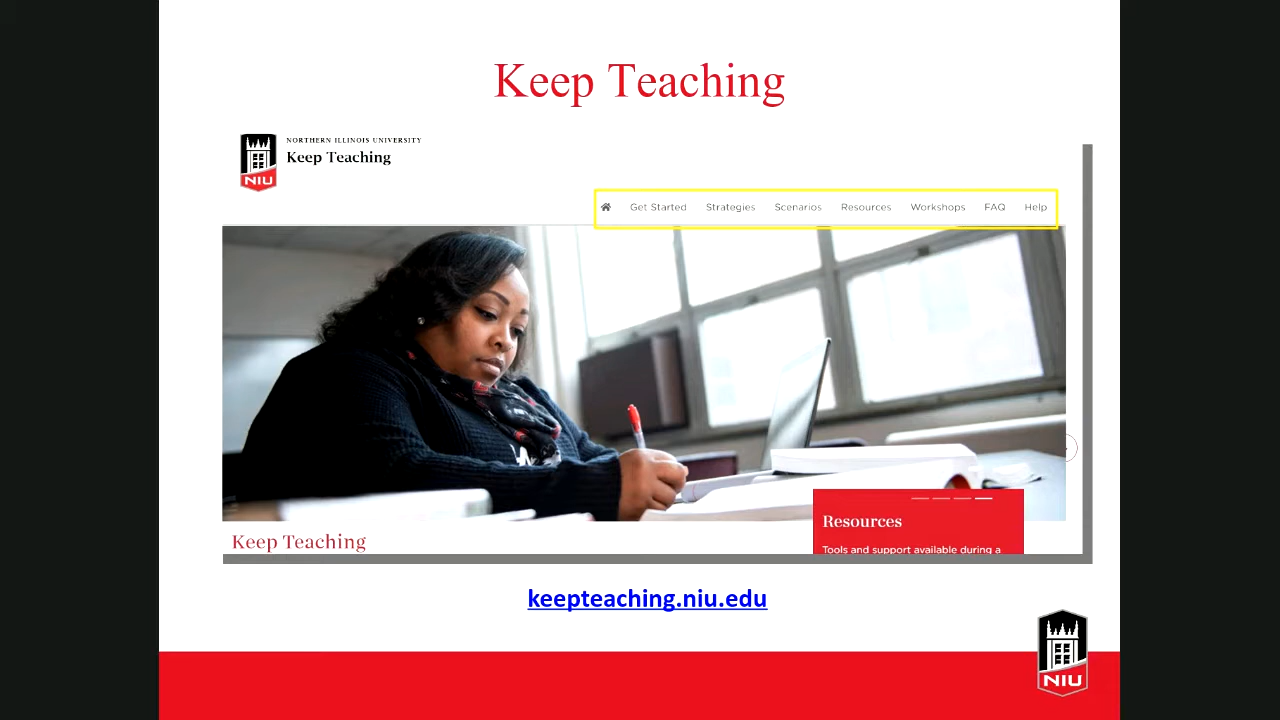 Keep Teaching
NORTHERN ILLINOIS UNIVERSITY
Keep Teaching
NIU
Get Started Strategies Scenarios Resources Workshops FAQ Help
Resources
Tools and support available during a
Keep Teaching
keepteaching.niu.edu
NIU